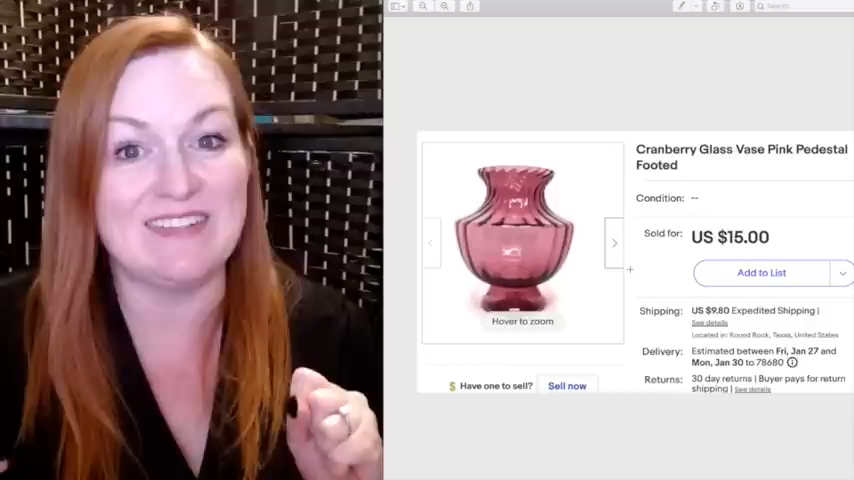 Search
Cranberry Glass Vase Pink Pedestal
Footed
Condition: --
Sold for: US $15.00
Add to List
Hover to zoom
Shipping: US $9.80 Expedited Shipping |
See details
Located in: Round Rock, Texas, United States
Delivery: Estimated between Fri, Jan 27 and
Mon, Jan 30 to 78680
Returns: 30 day returns | Buyer pays for return
shipping | See details
Have one to sell? Sell now